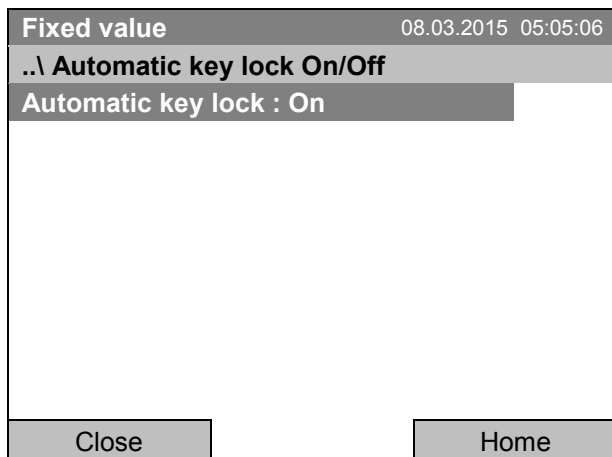 Fixed value 08.03.2015 05:05:06
..\ Automatic key lock On/Off
Automatic key lock : On
Close Home